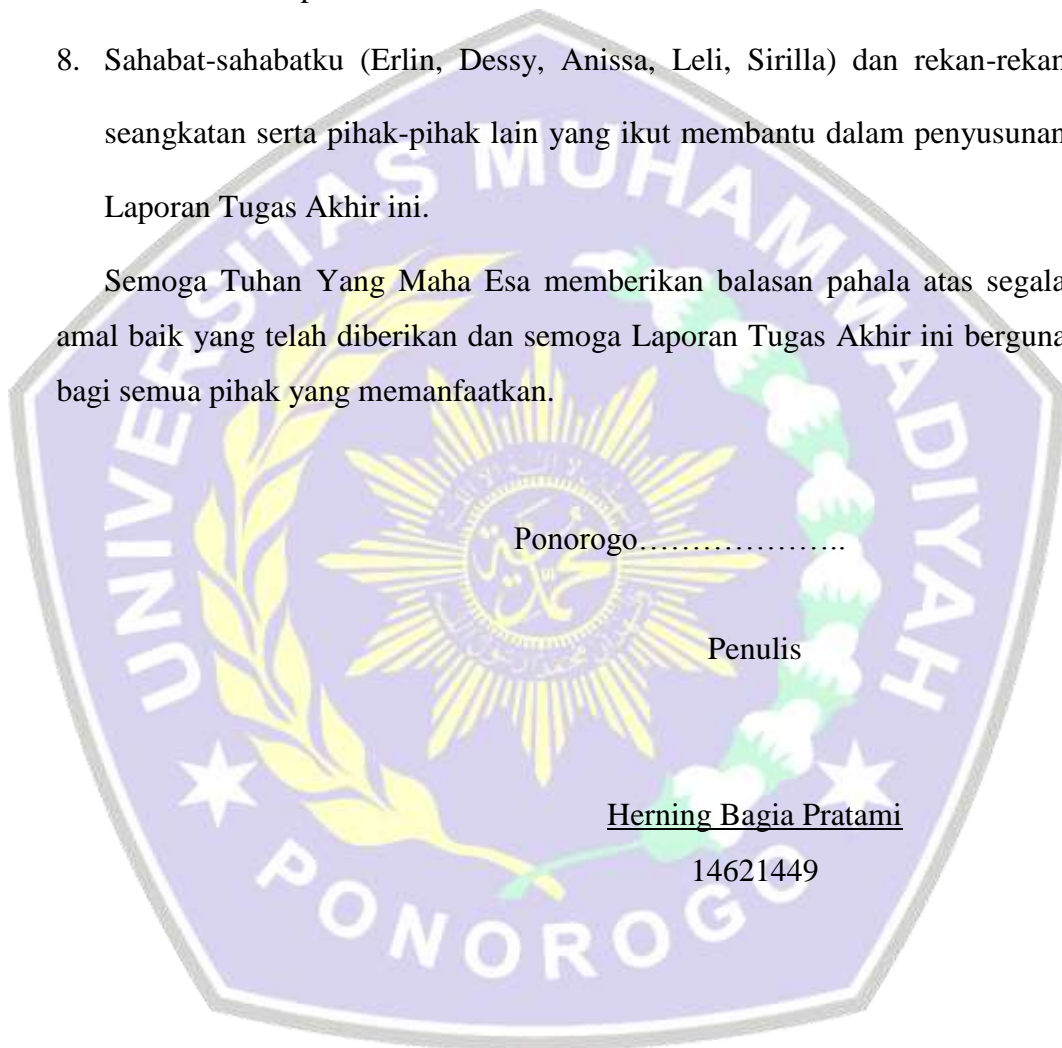 8. Sahabat-sahabatku (Erlin, Dessy, Anissa, Leli, Sirilla) dan rekan-rekan
seangkatan serta pihak-pihak lain yang ikut membantu dalam penyusunan
Laporan Tugas Akhir ini.
Semoga Tuhan Yang Maha Esa memberikan balasan pahala atas segala
amal baik yang telah diberikan dan semoga Laporan Tugas Akhir ini berguna
bagi semua pihak yang memanfaatkan.
Ponorogo………………..
Penulis
Herning Bagia Pratami
14621449
UNIVERSITAS MUHAMMADIYAH
PONOROGO